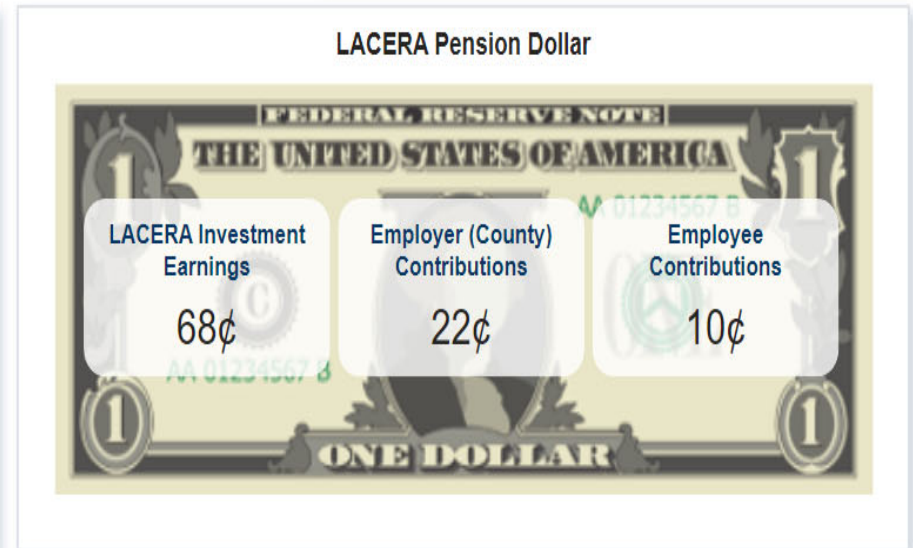 LACERA Pension Dollar
FEDERAL RESERVE NOTE
THE UNITED STATES OF AMERICA
1
1
AA 01234567 B
LACERA Investment
Earnings
68¢
Employer (County)
Contributions
22¢
Employee
Contributions
10¢
C
AA 01234567 B
1
1
ONE DOLLAR